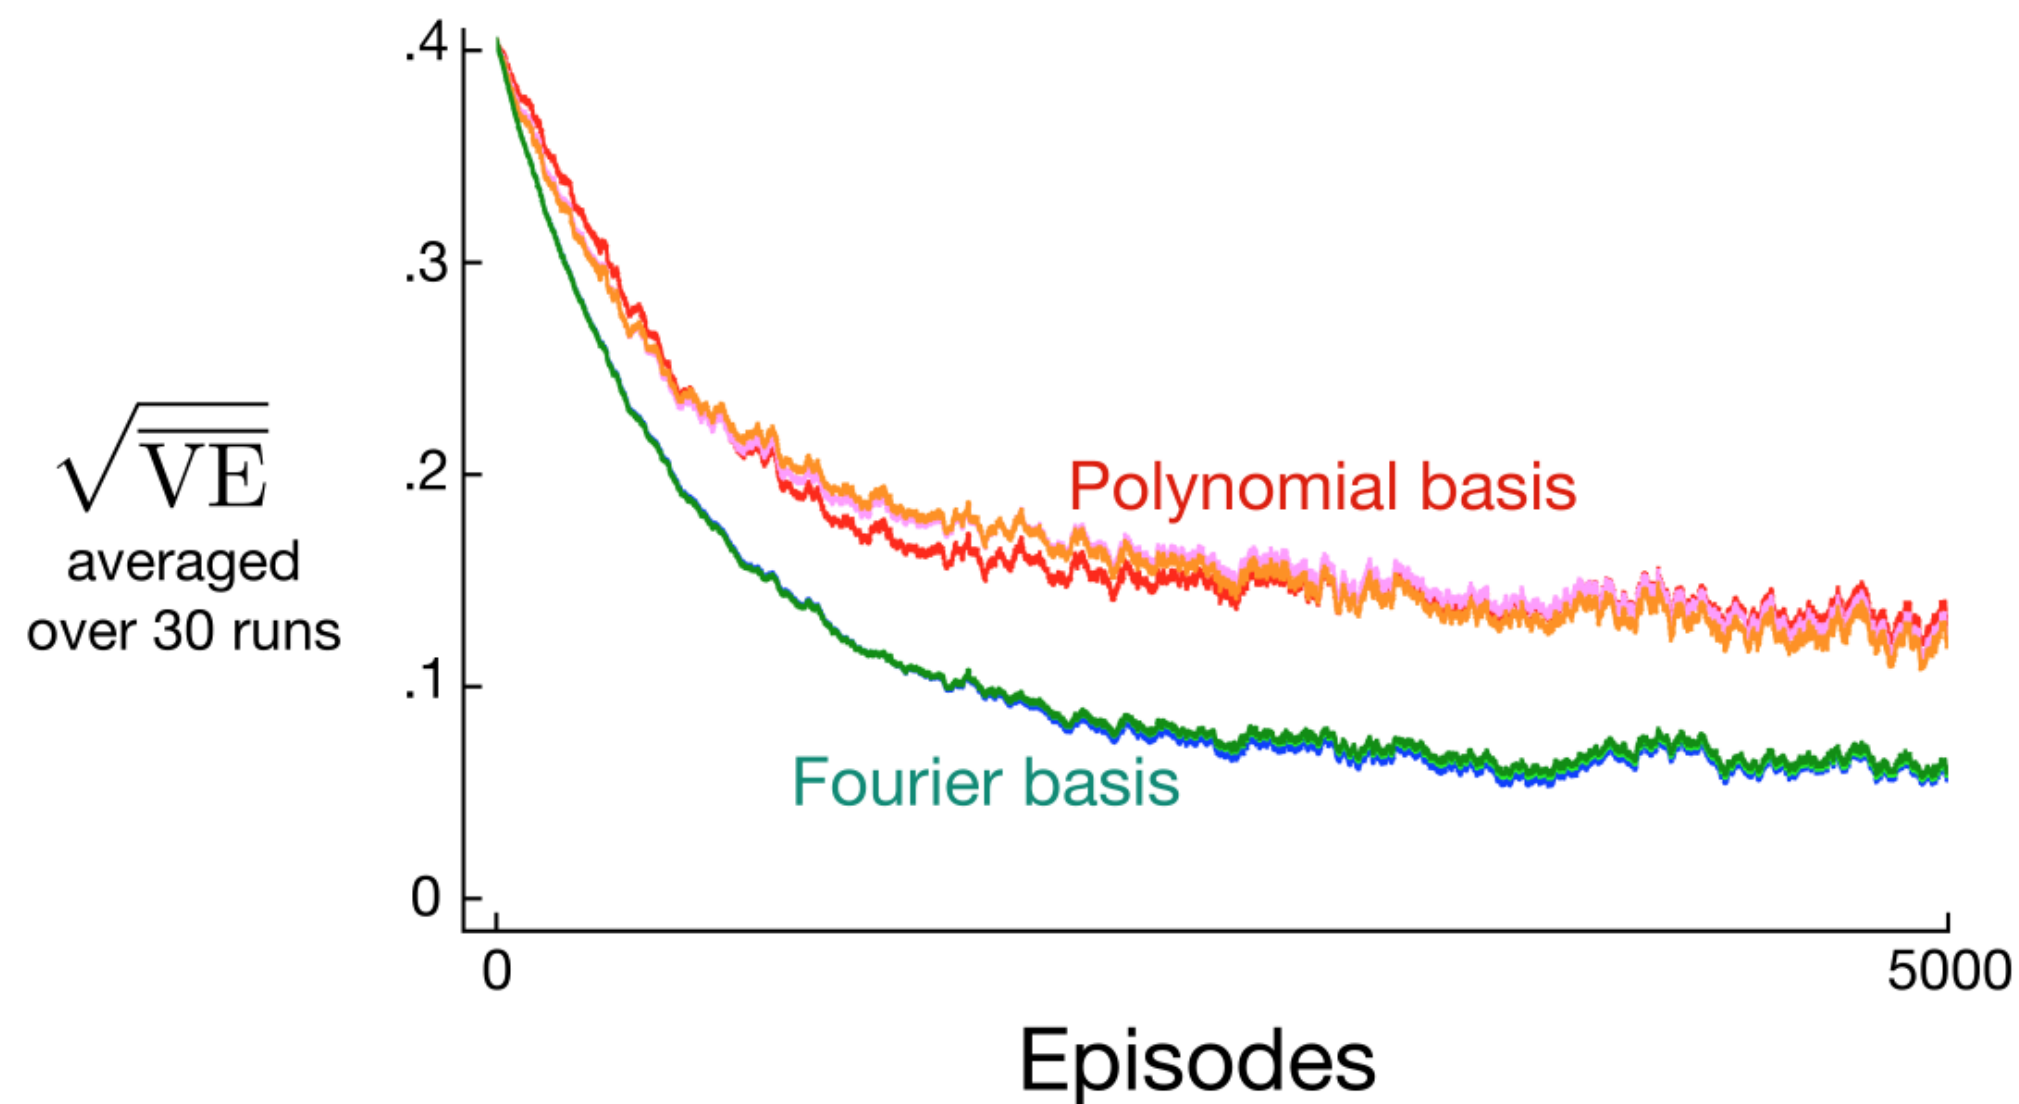 .4
.3
.2
.1
0
√VE
averaged
over 30 runs
Polynomial basis
Fourier basis
0 5000
Episodes